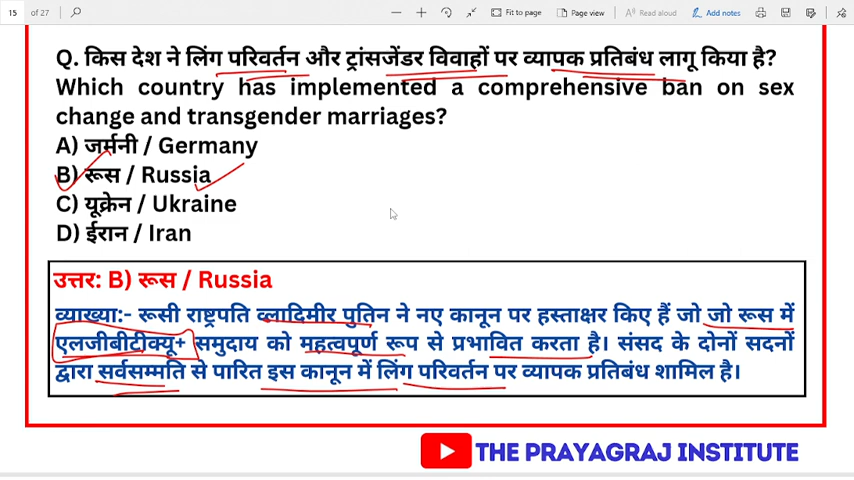 15 of 27
Fit to page
Page view
Read aloud
Add notes
Q. किस देश ने लिंग परिवर्तन और ट्रांसजेंडर विवाहों पर व्यापक प्रतिबंध लागू किया है?
Which country has implemented a comprehensive ban on sex
change and transgender marriages?
A) जर्मनी / Germany
B) रूस / Russia
C) यूक्रेन / Ukraine
D) ईरान / Iran
उत्तर: B) रूस / Russia
व्याख्या:- रूसी राष्ट्रपति व्लादिमीर पुतिन ने नए कानून पर हस्ताक्षर किए हैं जो जो रूस में
एलजीबीटीक्यू+ समुदाय को महत्वपूर्ण रूप से प्रभावित करता है। संसद के दोनों सदनों
द्वारा सर्वसम्मति से पारित इस कानून में लिंग परिवर्तन पर व्यापक प्रतिबंध शामिल है।
THE PRAYAGRAJ INSTITUTE